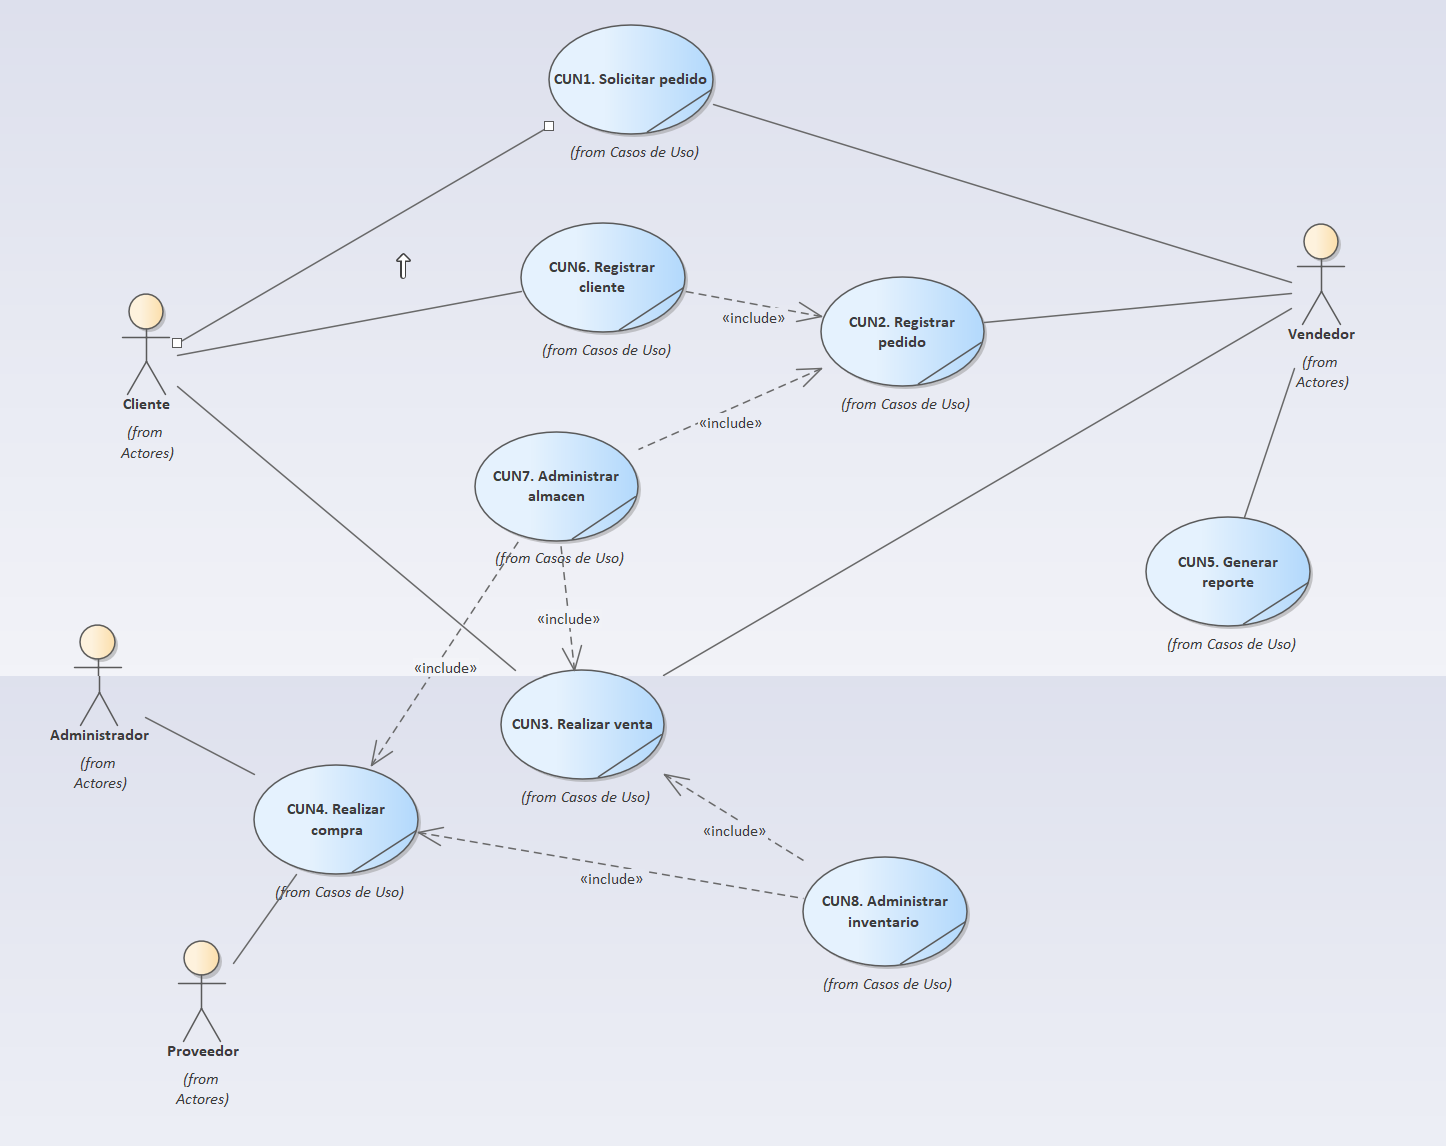 CUN1. Solicitar pedido
(from Casos de Uso)
CUN6. Registrar
cliente
(from Casos de Uso)
«include»
CUN2. Registrar
pedido
(from Casos de Uso)
Vendedor
(from
Actores)
Cliente
(from
Actores)
«include»
CUN7. Administrar
almacen
(from Casos de Uso)
CUN5. Generar
reporte
(from Casos de Uso)
«include»
«include»
Administrador
(from
Actores)
CUN3. Realizar venta
(from Casos de Uso)
CUN4. Realizar
compra
(from Casos de Uso)
«include»
«include»
CUN8. Administrar
inventario
(from Casos de Uso)
Proveedor
(from
Actores)